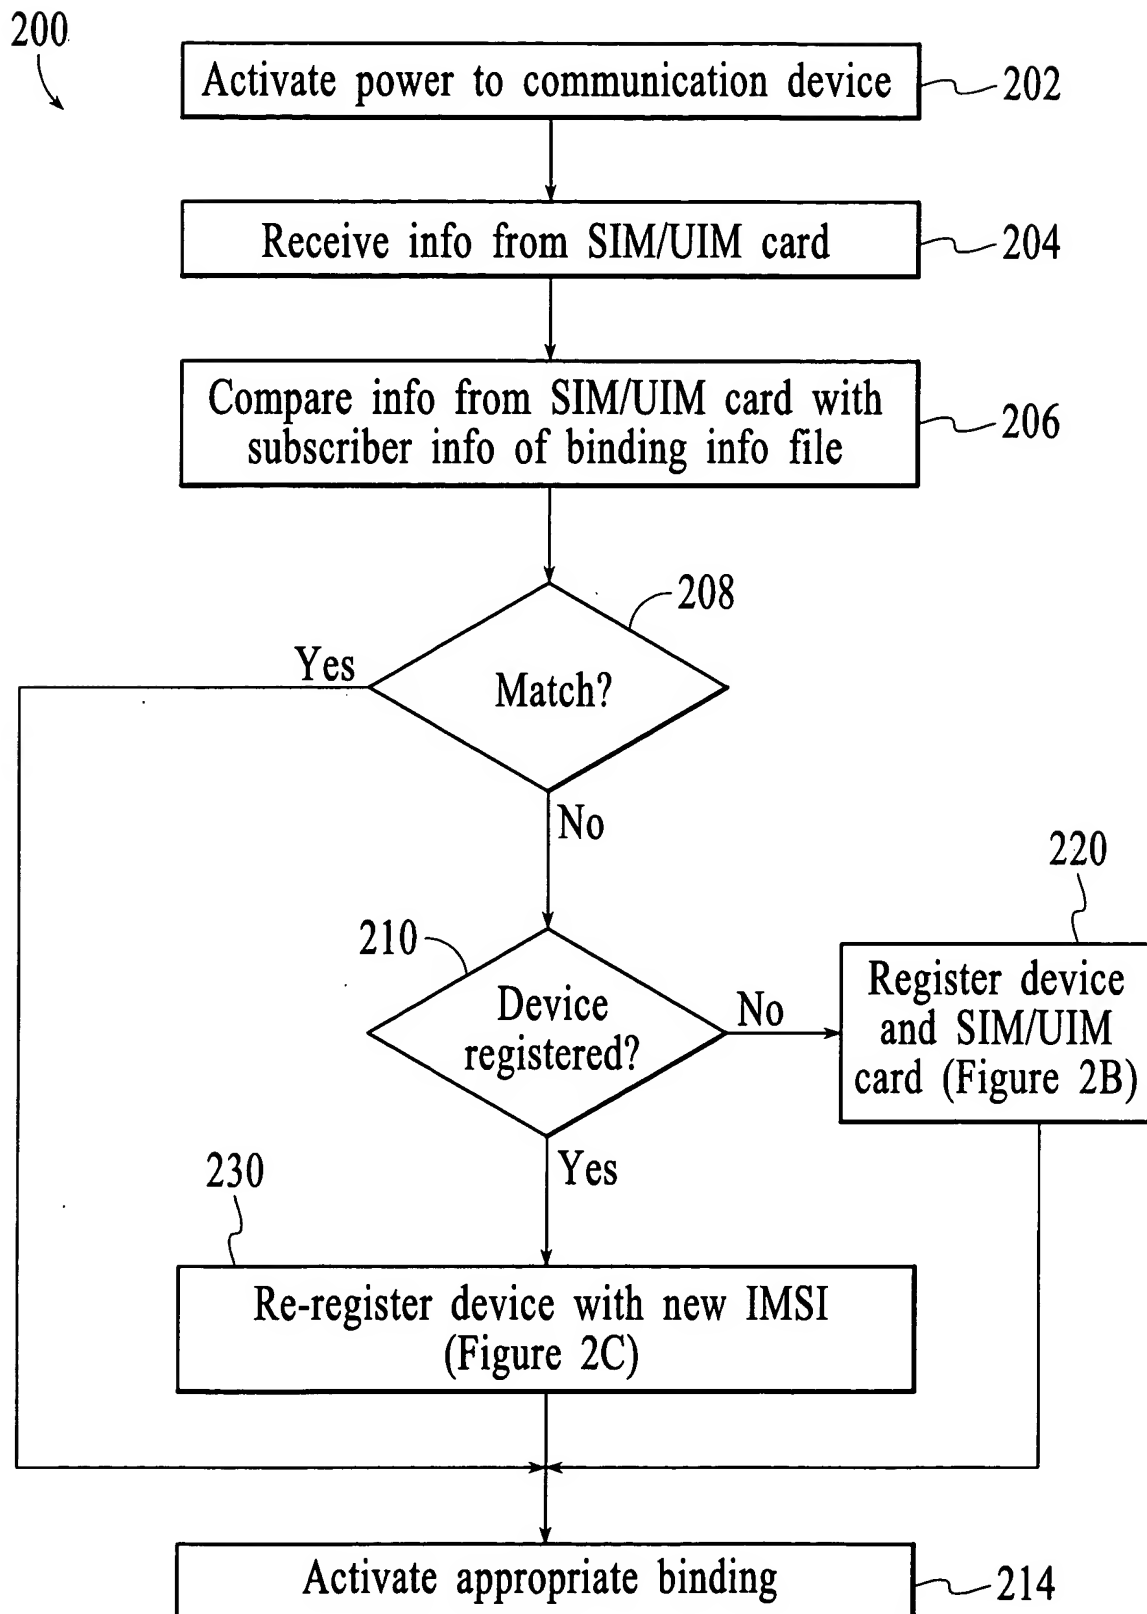 200
Activate power to communication device
202
Receive info from SIM/UIM card
204
Compare info from SIM/UIM card with
subscriber info of binding info file
206
208
Yes
Match?
No
220
210
Device
registered?
No
Register device
and SIM/UIM
card (Figure 2B)
Yes
230
Re-register device with new IMSI
(Figure 2C)
Activate appropriate binding
214